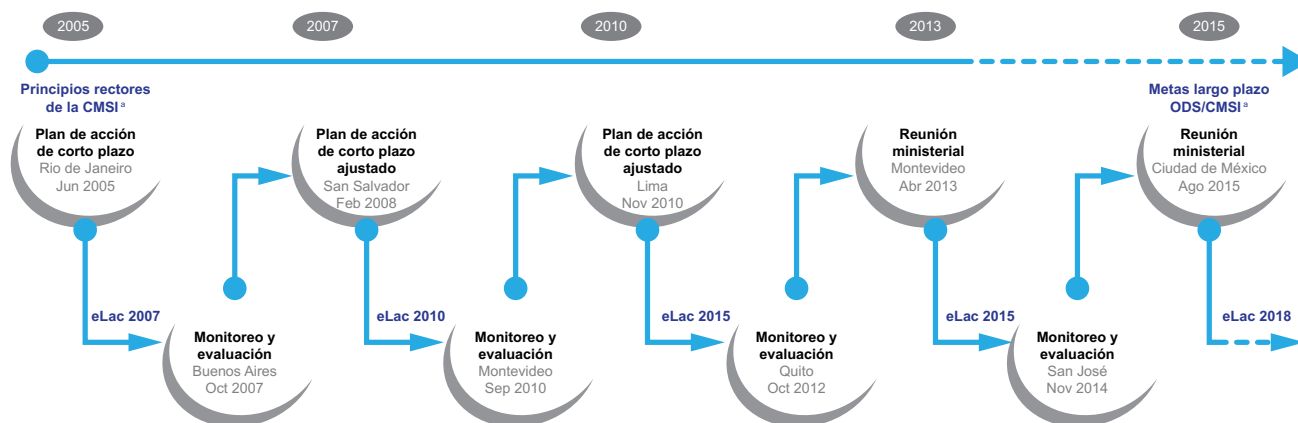 2005
2007
2010
2013
2015
Principios rectores
de la CMSI a
Metas largo plazo
ODS/CMSI a
Plan de acción
de corto plazo
Rio de Janeiro
Jun 2005
Plan de acción
de corto plazo
ajustado
San Salvador
Feb 2008
Plan de acción
de corto plazo
ajustado
Lima
Nov 2010
Reunión
ministerial
Montevideo
Abr 2013
Reunión
ministerial
Ciudad de México
Ago 2015
eLac 2007
eLac 2010
eLac 2015
eLac 2015
eLac 2018
Monitoreo y
evaluación
Buenos Aires
Oct 2007
Monitoreo y
evaluación
Montevideo
Sep 2010
Monitoreo y
evaluación
Quito
Oct 2012
Monitoreo y
evaluación
San José
Nov 2014